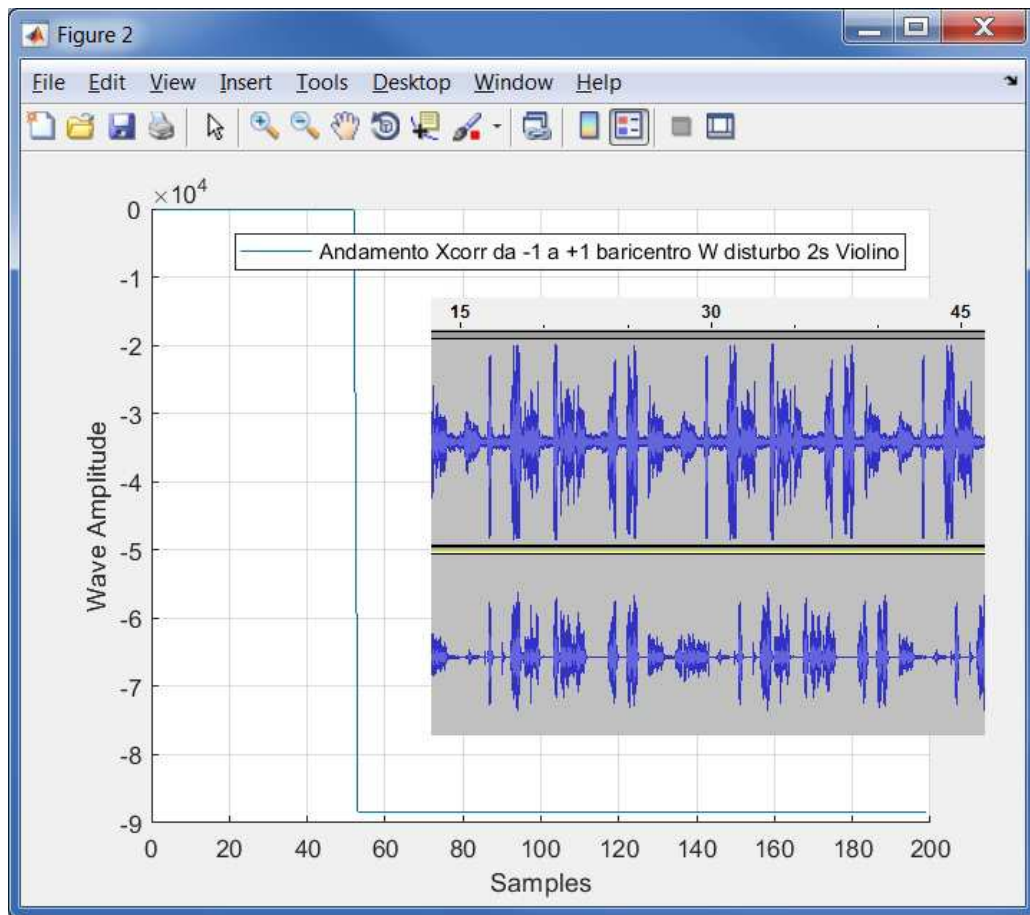 Figure 2
File Edit View Insert Tools Desktop Window Help
×10^4
0
-1
-2
-3
-4
-5
-6
-7
-8
-9
Wave Amplitude
Andamento Xcorr da -1 a +1 baricentro W disturbo 2s Violino
15 30 45
0 20 40 60 80 100 120 140 160 180 200
Samples